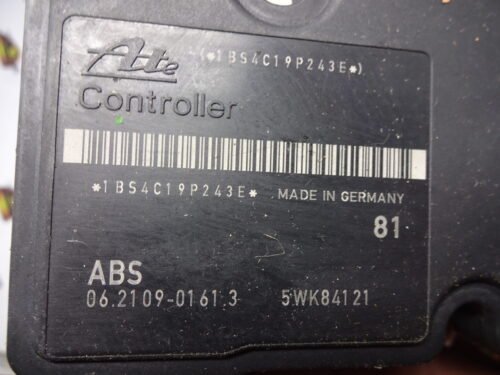 Ate (*1BS4C19P243E*)
Controller
*1BS4C19P243E* MADE IN GERMANY
81
ABS
06.2109-0161.3 5WK84121